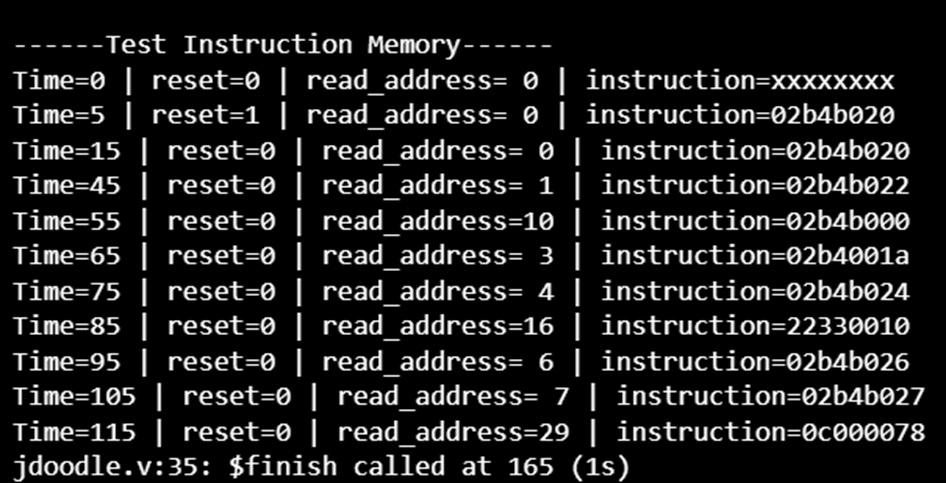 ------Test Instruction Memory------
Time=0 | reset=0 | read_address= 0 | instruction=xxxxxxxx
Time=5 | reset=1 | read_address= 0 | instruction=02b4b020
Time=15 | reset=0 | read_address= 0 | instruction=02b4b020
Time=45 | reset=0 | read_address= 1 | instruction=02b4b022
Time=55 | reset=0 | read_address=10 | instruction=02b4b000
Time=65 | reset=0 | read_address= 3 | instruction=02b4001a
Time=75 | reset=0 | read_address= 4 | instruction=02b4b024
Time=85 | reset=0 | read_address=16 | instruction=22330010
Time=95 | reset=0 | read_address= 6 | instruction=02b4b026
Time=105 | reset=0 | read_address= 7 | instruction=02b4b027
Time=115 | reset=0 | read_address=29 | instruction=0c000078
jdoodle.v:35: $finish called at 165 (1s)